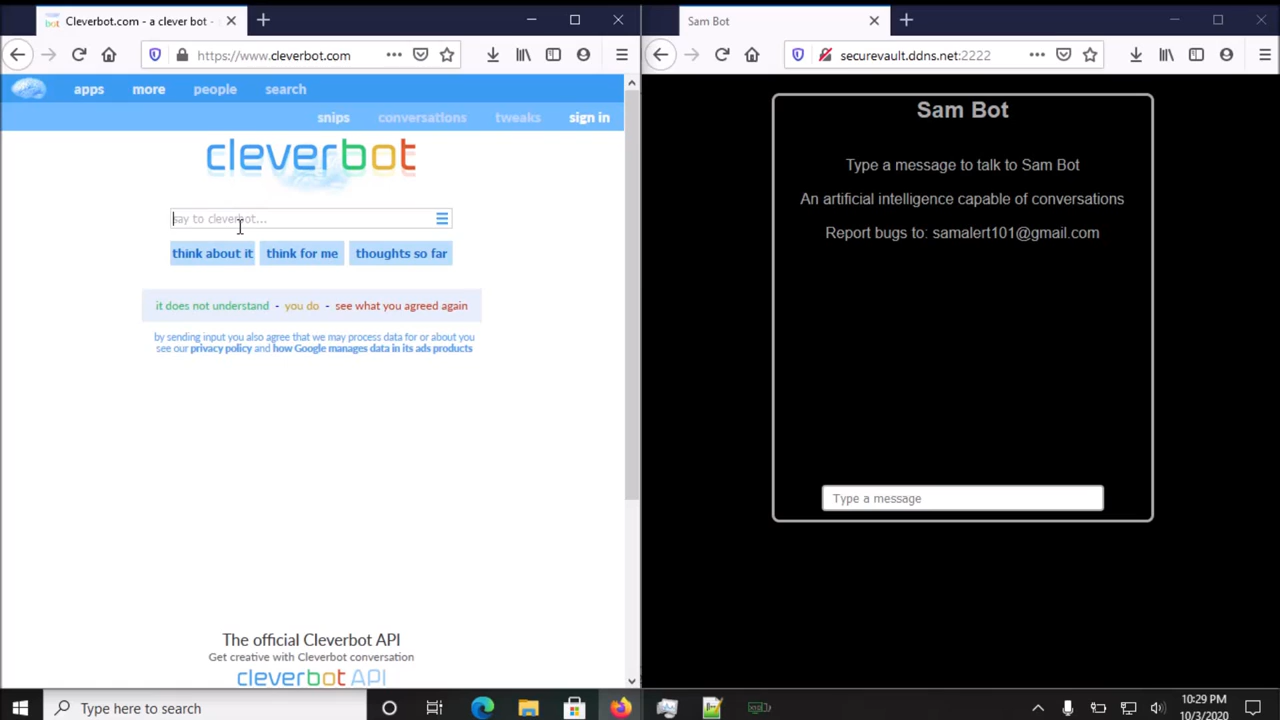 Cleverbot.com - a clever bot -
https://www.cleverbot.com
apps more people search
snips conversations tweaks sign in
cleverbot
say to cleverbot...
think about it think for me thoughts so far
it does not understand - you do - see what you agreed again
by sending input you also agree that we may process data for or about you
see our privacy policy and how Google manages data in its ads products
The official Cleverbot API
Get creative with Cleverbot conversation
cleverbot API
Sam Bot
securevault.ddns.net:2222
Sam Bot
Type a message to talk to Sam Bot
An artificial intelligence capable of conversations
Report bugs to: samalert101@gmail.com
Type a message
Type here to search
10:29 PM
10/3/2020